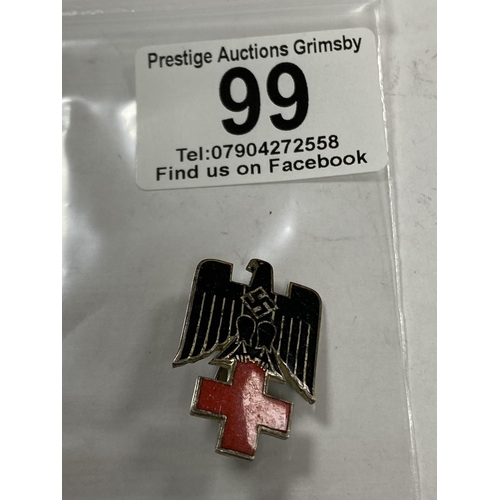 Prestige Auctions Grimsby
99
Tel:07904272558
Find us on Facebook